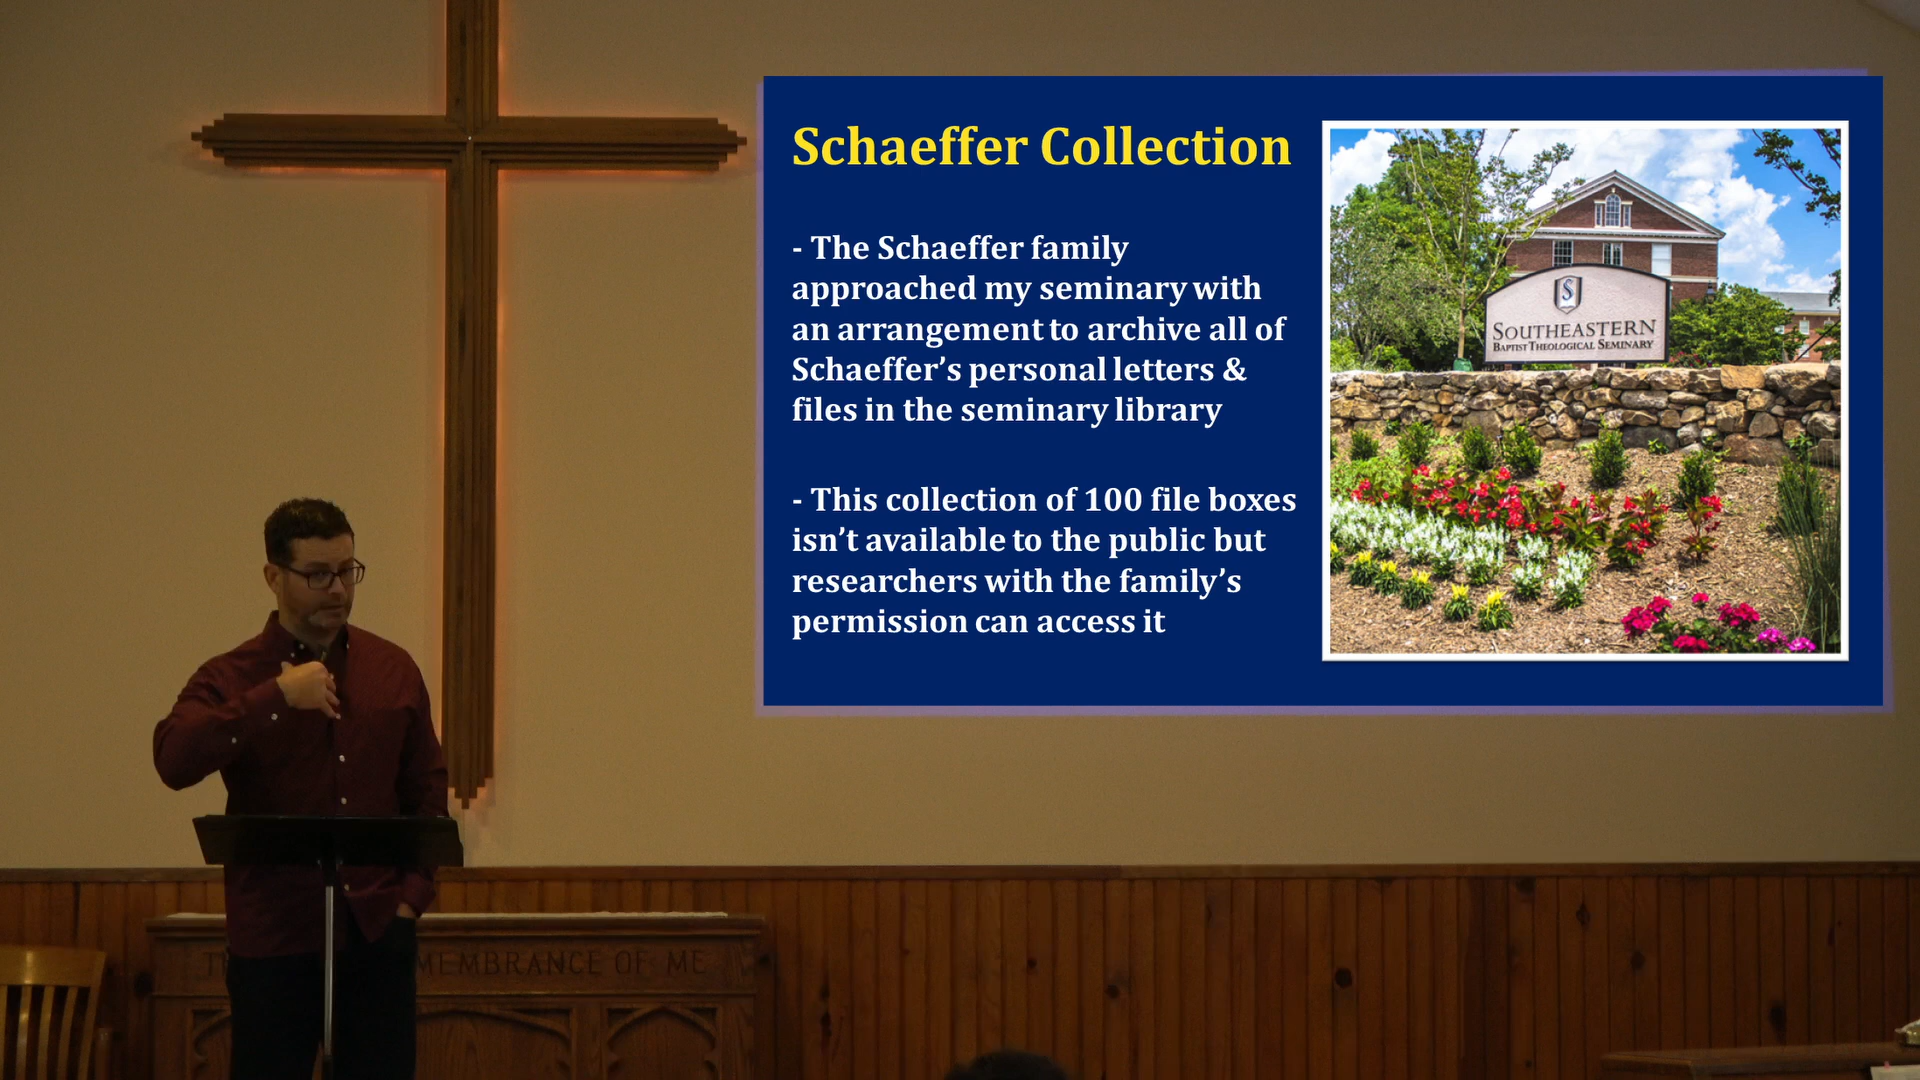 Schaeffer Collection
- The Schaeffer family
approached my seminary with
an arrangement to archive all of
Schaeffer's personal letters &
files in the seminary library
- This collection of 100 file boxes
isn't available to the public but
researchers with the family's
permission can access it
S
SOUTHEASTERN
BAPTIST THEOLOGICAL SEMINARY
OF ME